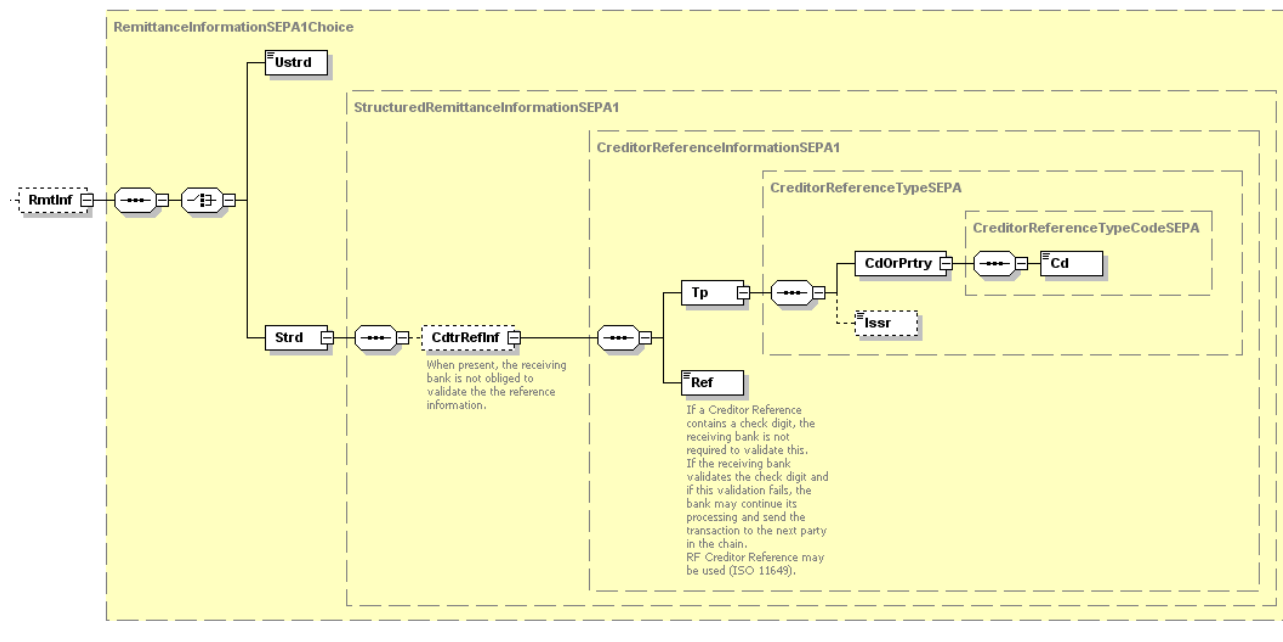 RemittanceInformationSEPA1Choice
Ustrd
StructuredRemittanceInformationSEPA1
CreditorReferenceInformationSEPA1
CreditorReferenceTypeSEPA
RmtInf
CreditorReferenceTypeCodeSEPA
CdOrPrtry
Cd
Tp
Issr
Strd
CdtrRefInf
When present, the receiving
bank is not obliged to
validate the the reference
information.
Ref
If a Creditor Reference
contains a check digit, the
receiving bank is not
required to validate this.
If the receiving bank
validates the check digit and
if this validation fails, the
bank may continue its
processing and send the
transaction to the next party
in the chain.
RF Creditor Reference may
be used (ISO 11649).